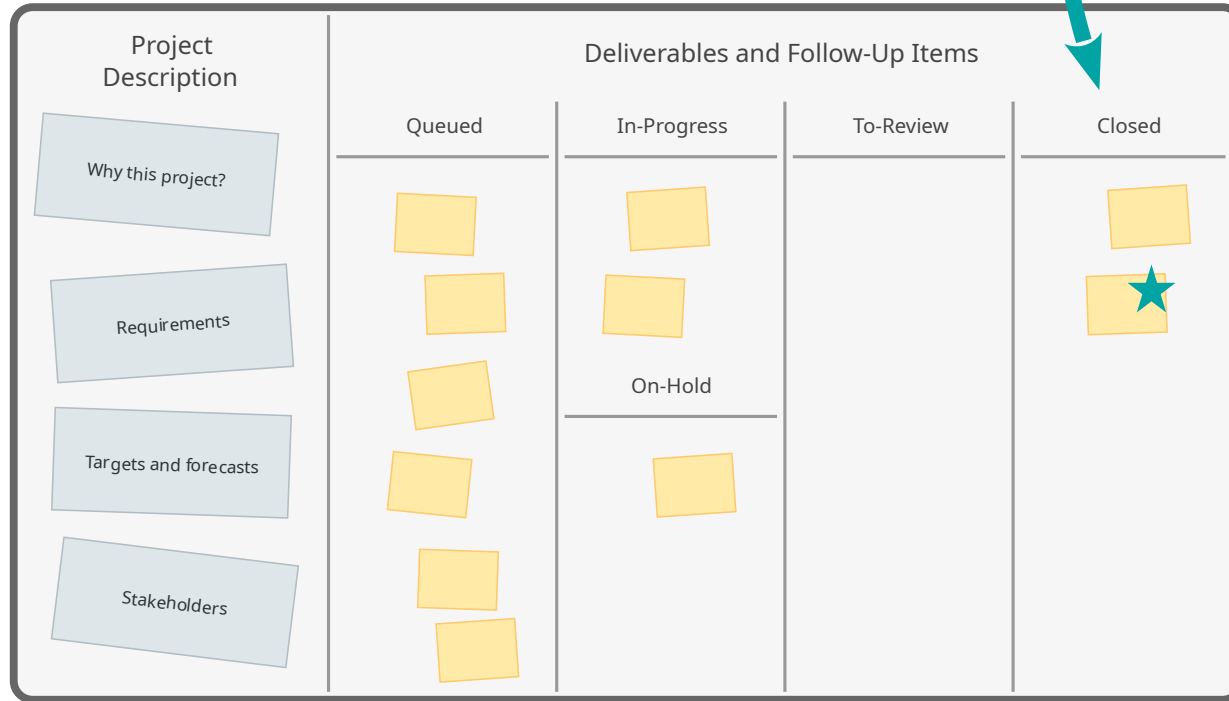 Project
Description
Why this project?
Requirements
Targets and forecasts
Stakeholders
Deliverables and Follow-Up Items
Queued
In-Progress
On-Hold
To-Review
Closed